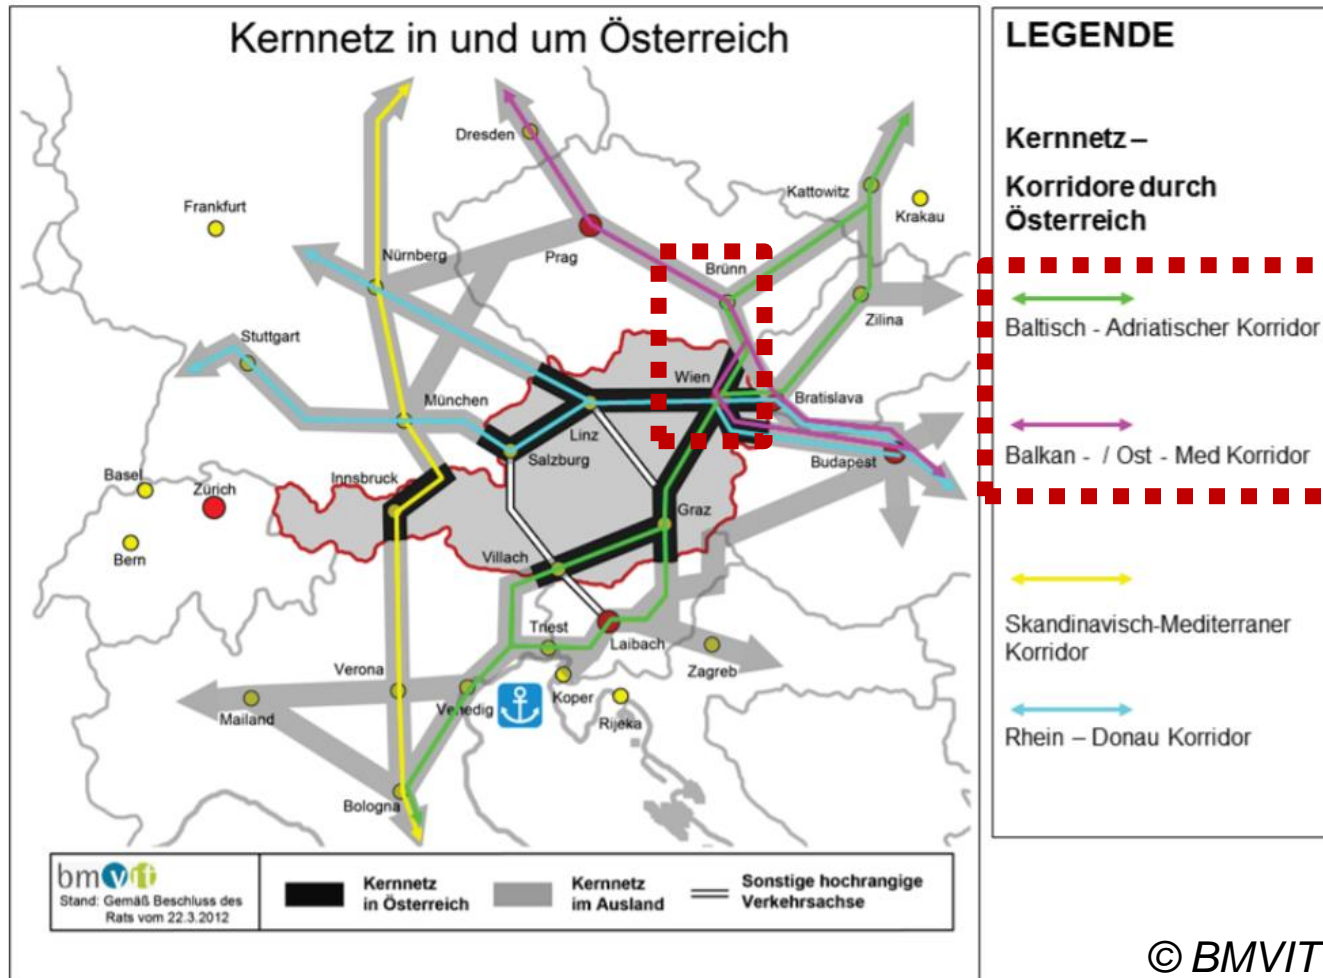 Kernnetz in und um Österreich
Dresden
Kattowitz
Krakau
Frankfurt
Nürnberg
Prag
Brünn
Zilina
Stuttgart
München
Wien
Bratislava
Linz
Salzburg
Budapest
Basel
Zürich
Innsbruck
Graz
Bern
Villach
Triest
Laibach
Zagreb
Verona
Koper
Mailand
Venedig
Rijeka
Bologna
bmvit
Stand: Gemäß Beschluss des
Rats vom 22.3.2012
Kernnetz
in Österreich
Kernnetz
im Ausland
Sonstige hochrangige
Verkehrsachse
LEGENDE
Kernnetz –
Korridore durch
Österreich
Baltisch - Adriatischer Korridor
Balkan - / Ost - Med Korridor
Skandinavisch-Mediterraner
Korridor
Rhein – Donau Korridor
© BMVIT